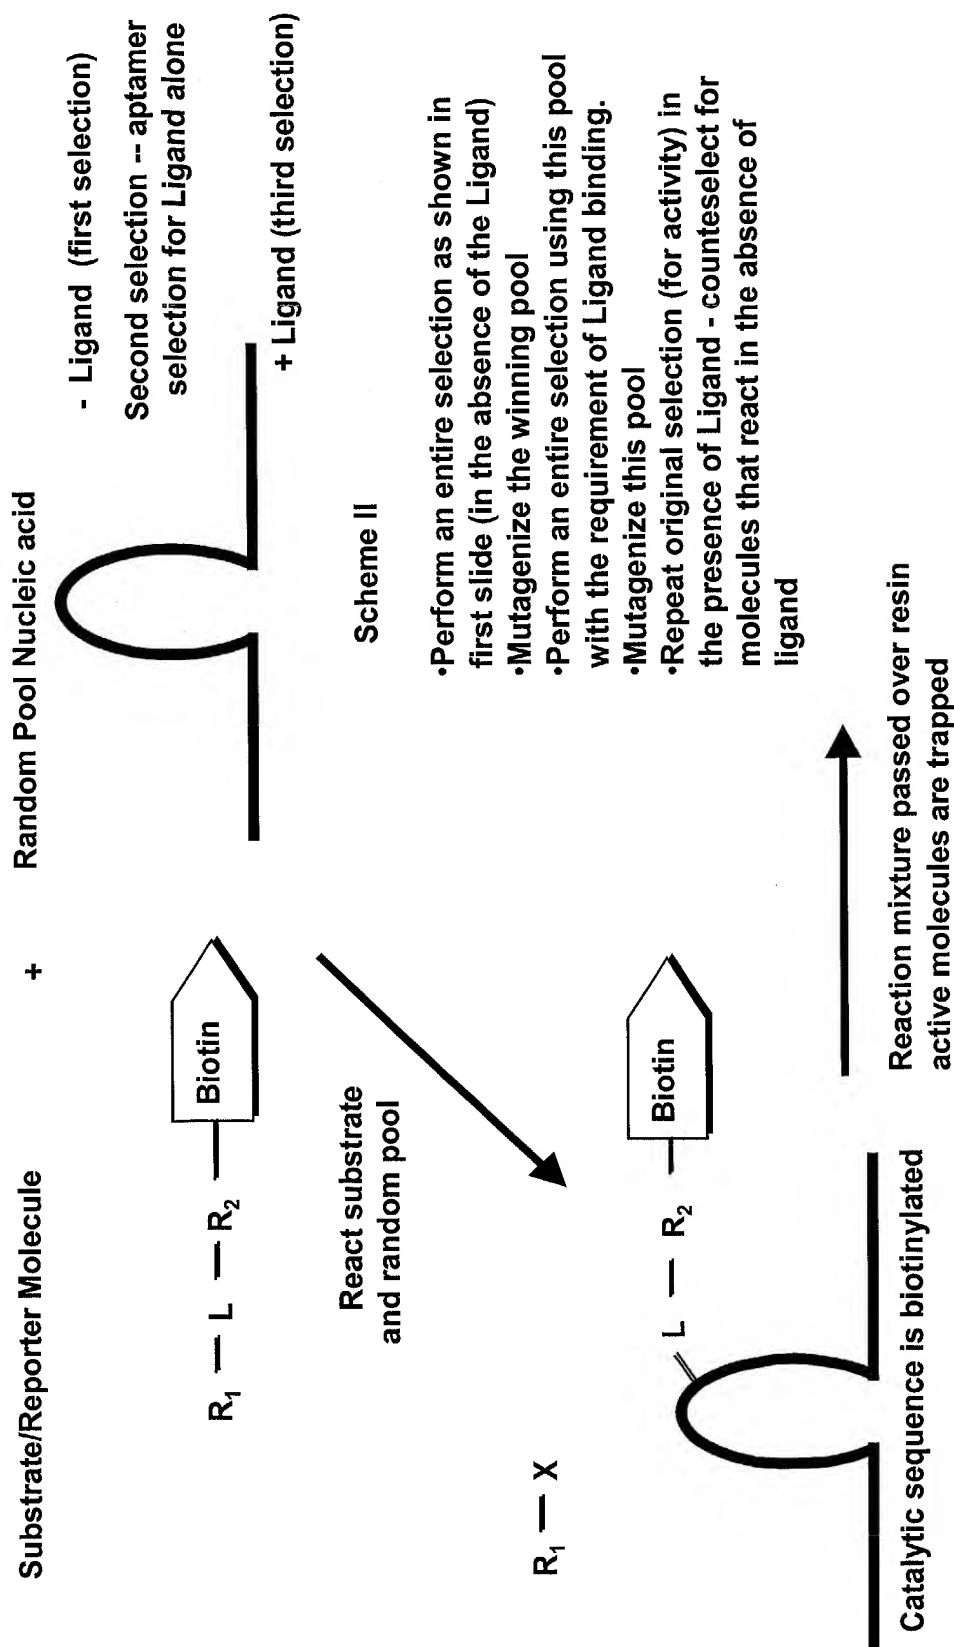 Substrate/Reporter Molecule + Random Pool Nucleic acid
- Ligand (first selection)
Second selection -- aptamer
selection for Ligand alone
+ Ligand (third selection)
R1 — L — R2 — Biotin
React substrate
and random pool
Scheme II
•Perform an entire selection as shown in
first slide (in the absence of the Ligand)
•Mutagenize the winning pool
•Perform an entire selection using this pool
with the requirement of Ligand binding.
•Mutagenize this pool
•Repeat original selection (for activity) in
the presence of Ligand - counteselect for
molecules that react in the absence of
ligand
R1 — X
L — R2 — Biotin
Catalytic sequence is biotinylated
Reaction mixture passed over resin
active molecules are trapped